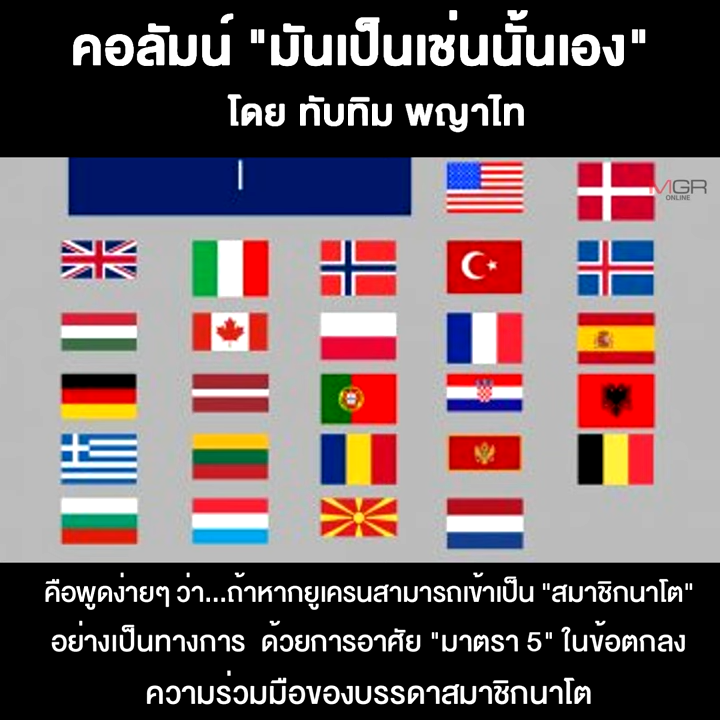 คอลัมน์ "มันเป็นเช่นนั้นเอง"
โดย ทับทิม พญาไท
MGR
ONLINE
คือพูดง่ายๆ ว่า...ถ้าหากยูเครนสามารถเข้าเป็น "สมาชิกนาโต"
อย่างเป็นทางการ ด้วยการอาศัย "มาตรา 5" ในข้อตกลง
ความร่วมมือของบรรดาสมาชิกนาโต